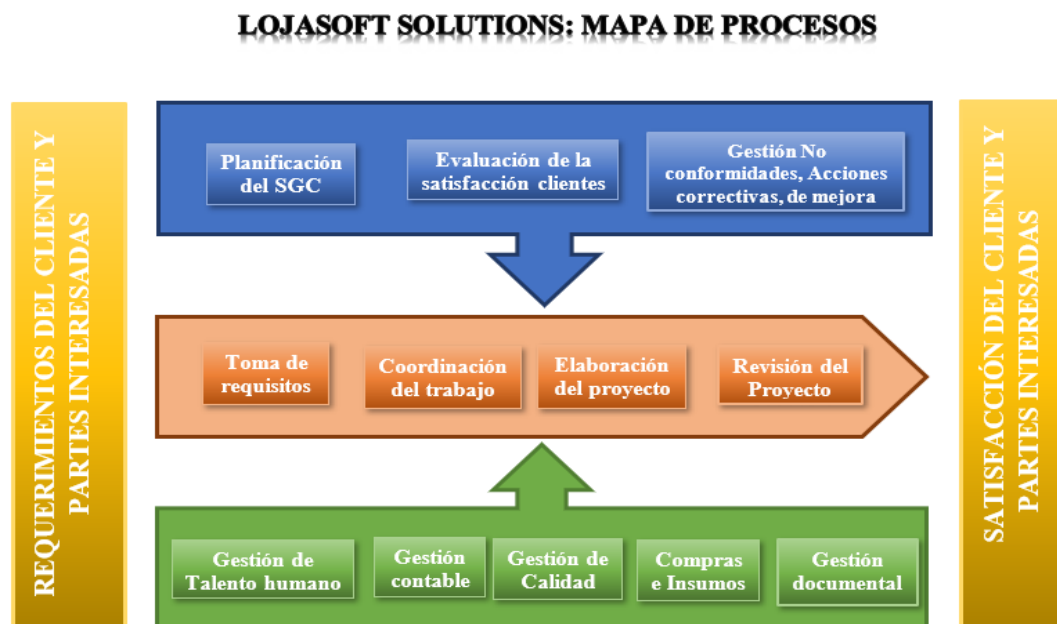 LOJASOFT SOLUTIONS: MAPA DE PROCESOS
REQUERIMIENTOS DEL CLIENTE Y
PARTES INTERESADAS
Planificación
del SGC
Evaluación de la
satisfacción clientes
Gestión No
conformidades, Acciones
correctivas, de mejora
Toma de
requisitos
Coordinación
del trabajo
Elaboración
del proyecto
Revisión del
Proyecto
Gestión de
Talento humano
Gestión
contable
Gestión de
Calidad
Compras
e Insumos
Gestión
documental
SATISFACCIÓN DEL CLIENTE Y
PARTES INTERESADAS